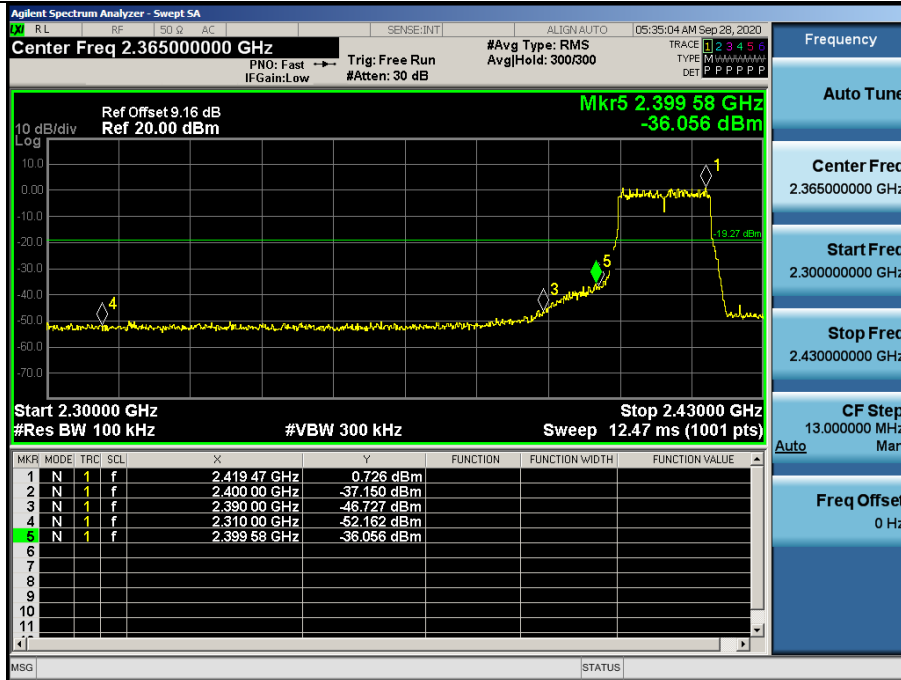 Agilent Spectrum Analyzer - Swept SA
LXI RL RF 50 Ω AC SENSE:INT ALIGN AUTO 05:35:04 AM Sep 28, 2020
Center Freq 2.365000000 GHz
PNO: Fast
IFGain:Low
Trig: Free Run
#Atten: 30 dB
#Avg Type: RMS
Avg|Hold: 300/300
TRACE 1 2 3 4 5 6
TYPE M
DET P P P P P P
Mkr5 2.399 58 GHz
-36.056 dBm
Ref Offset 9.16 dB
10 dB/div Ref 20.00 dBm
Log
10.0
0.00
-10.0
-20.0
-30.0
-40.0
-50.0
-60.0
-70.0
1
-19.27 dBm
5
3
4
Start 2.30000 GHz Stop 2.43000 GHz
#Res BW 100 kHz #VBW 300 kHz Sweep 12.47 ms (1001 pts)
MKR MODE TRC SCL X Y FUNCTION FUNCTION WIDTH FUNCTION VALUE
1 N 1 f 2.419 47 GHz 0.726 dBm
2 N 1 f 2.400 00 GHz -37.150 dBm
3 N 1 f 2.390 00 GHz -46.727 dBm
4 N 1 f 2.310 00 GHz -52.162 dBm
5 N 1 f 2.399 58 GHz -36.056 dBm
6
7
8
9
10
11
MSG STATUS
Frequency
Auto Tune
Center Freq
2.365000000 GHz
Start Freq
2.300000000 GHz
Stop Freq
2.430000000 GHz
CF Step
13.000000 MHz
Auto Man
Freq Offset
0 Hz